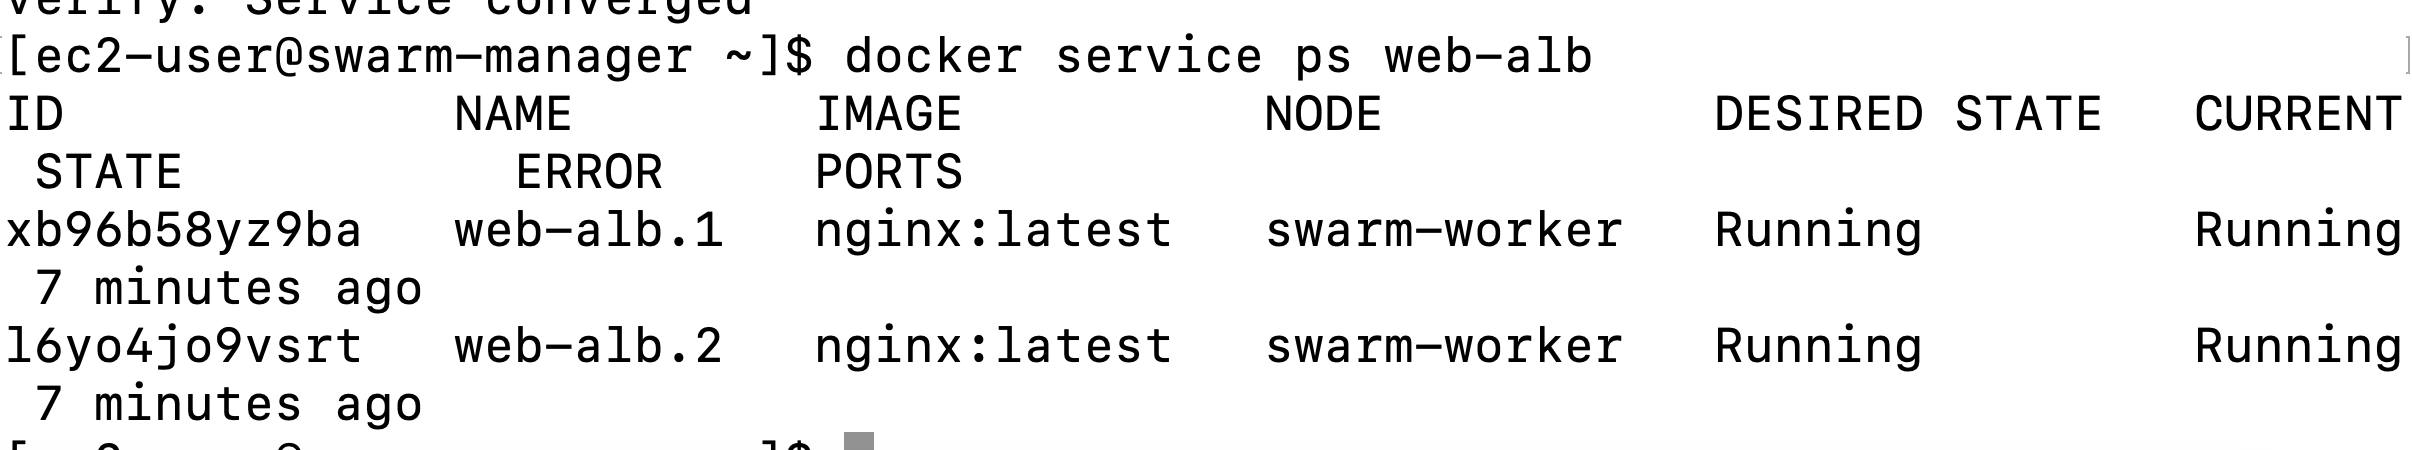 verify: Service converged
[ec2-user@swarm-manager ~]$ docker service ps web-alb
ID NAME IMAGE NODE DESIRED STATE CURRENT
STATE ERROR PORTS
xb96b58yz9ba web-alb.1 nginx:latest swarm-worker Running Running
7 minutes ago
l6yo4jo9vsrt web-alb.2 nginx:latest swarm-worker Running Running
7 minutes ago